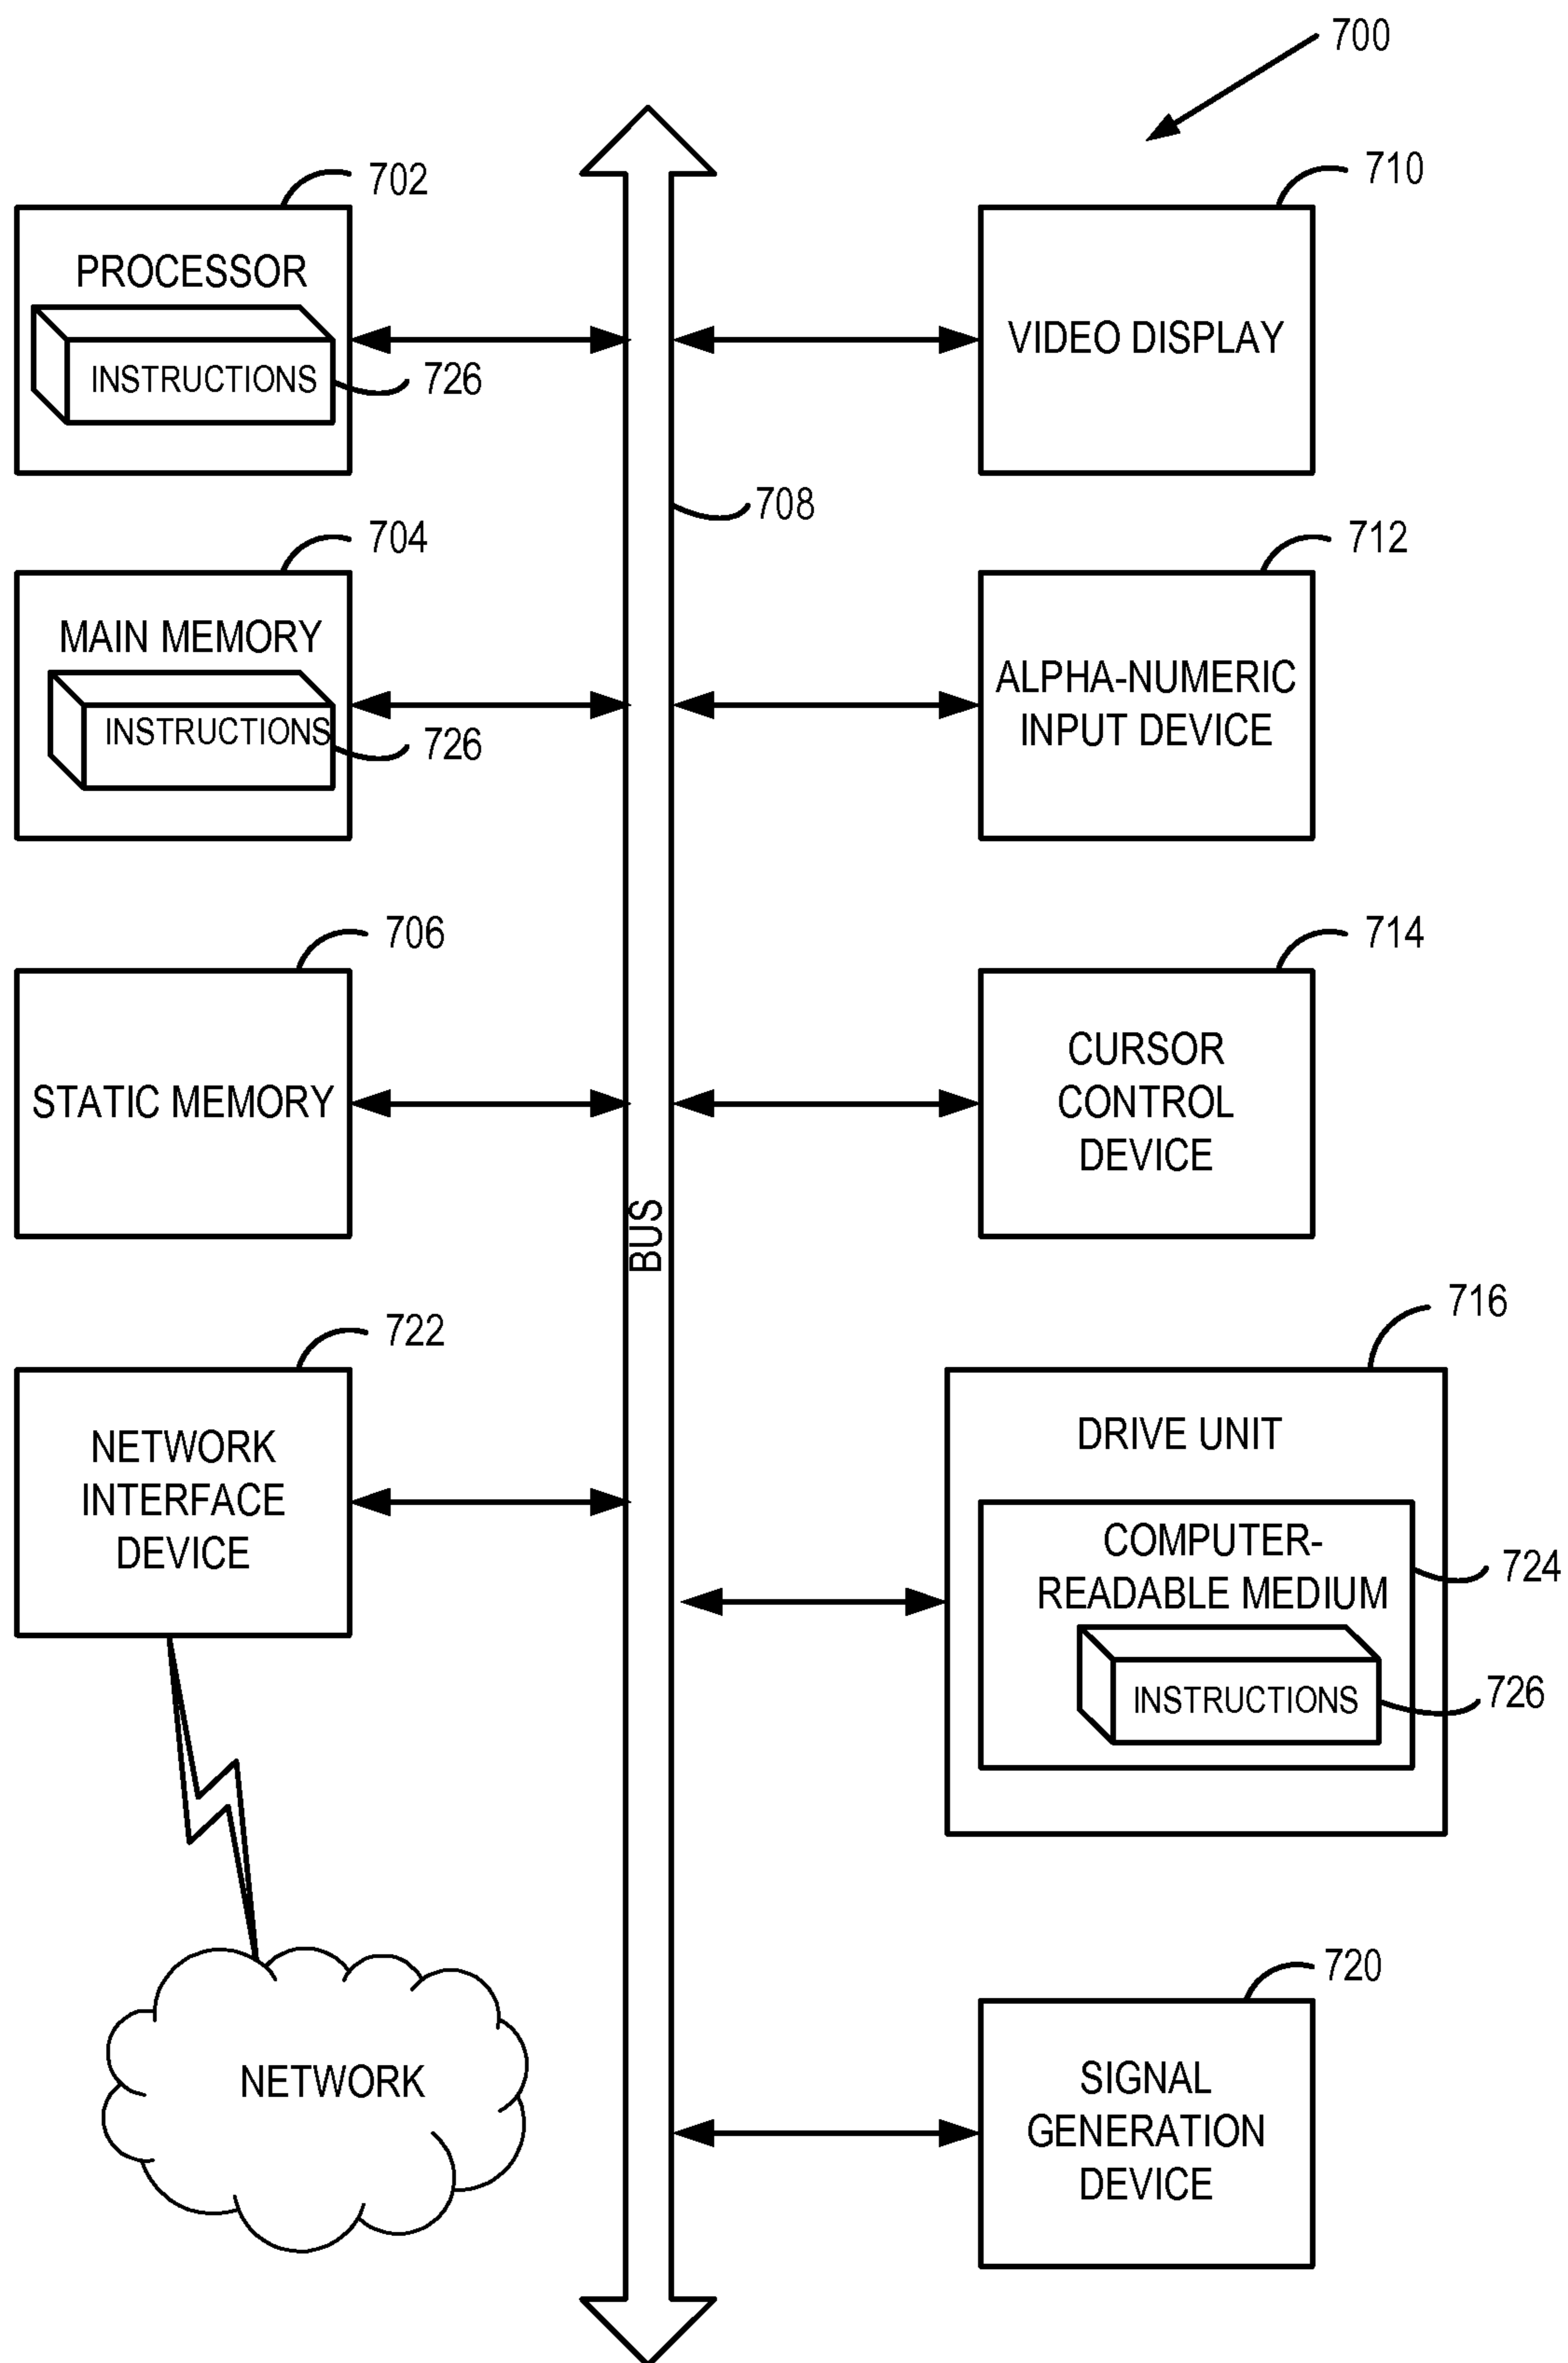 700
702
PROCESSOR
INSTRUCTIONS
726
710
VIDEO DISPLAY
708
704
MAIN MEMORY
INSTRUCTIONS
726
712
ALPHA-NUMERIC
INPUT DEVICE
706
STATIC MEMORY
714
CURSOR
CONTROL
DEVICE
BUS
722
NETWORK
INTERFACE
DEVICE
716
DRIVE UNIT
COMPUTER-
READABLE MEDIUM
724
INSTRUCTIONS
726
NETWORK
720
SIGNAL
GENERATION
DEVICE